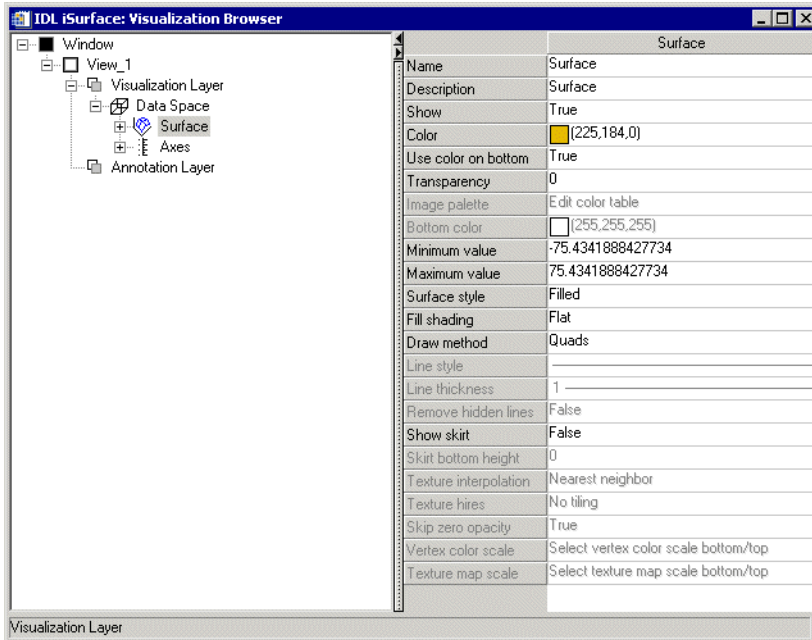 IDL iSurface: Visualization Browser
Window
View_1
Visualization Layer
Data Space
Surface
Axes
Annotation Layer
Surface
Name Surface
Description Surface
Show True
Color (225,184,0)
Use color on bottom True
Transparency 0
Image palette Edit color table
Bottom color (255,255,255)
Minimum value -75.4341888427734
Maximum value 75.4341888427734
Surface style Filled
Fill shading Flat
Draw method Quads
Line style
Line thickness 1
Remove hidden lines False
Show skirt False
Skirt bottom height 0
Texture interpolation Nearest neighbor
Texture hires No tiling
Skip zero opacity True
Vertex color scale Select vertex color scale bottom/top
Texture map scale Select texture map scale bottom/top
Visualization Layer